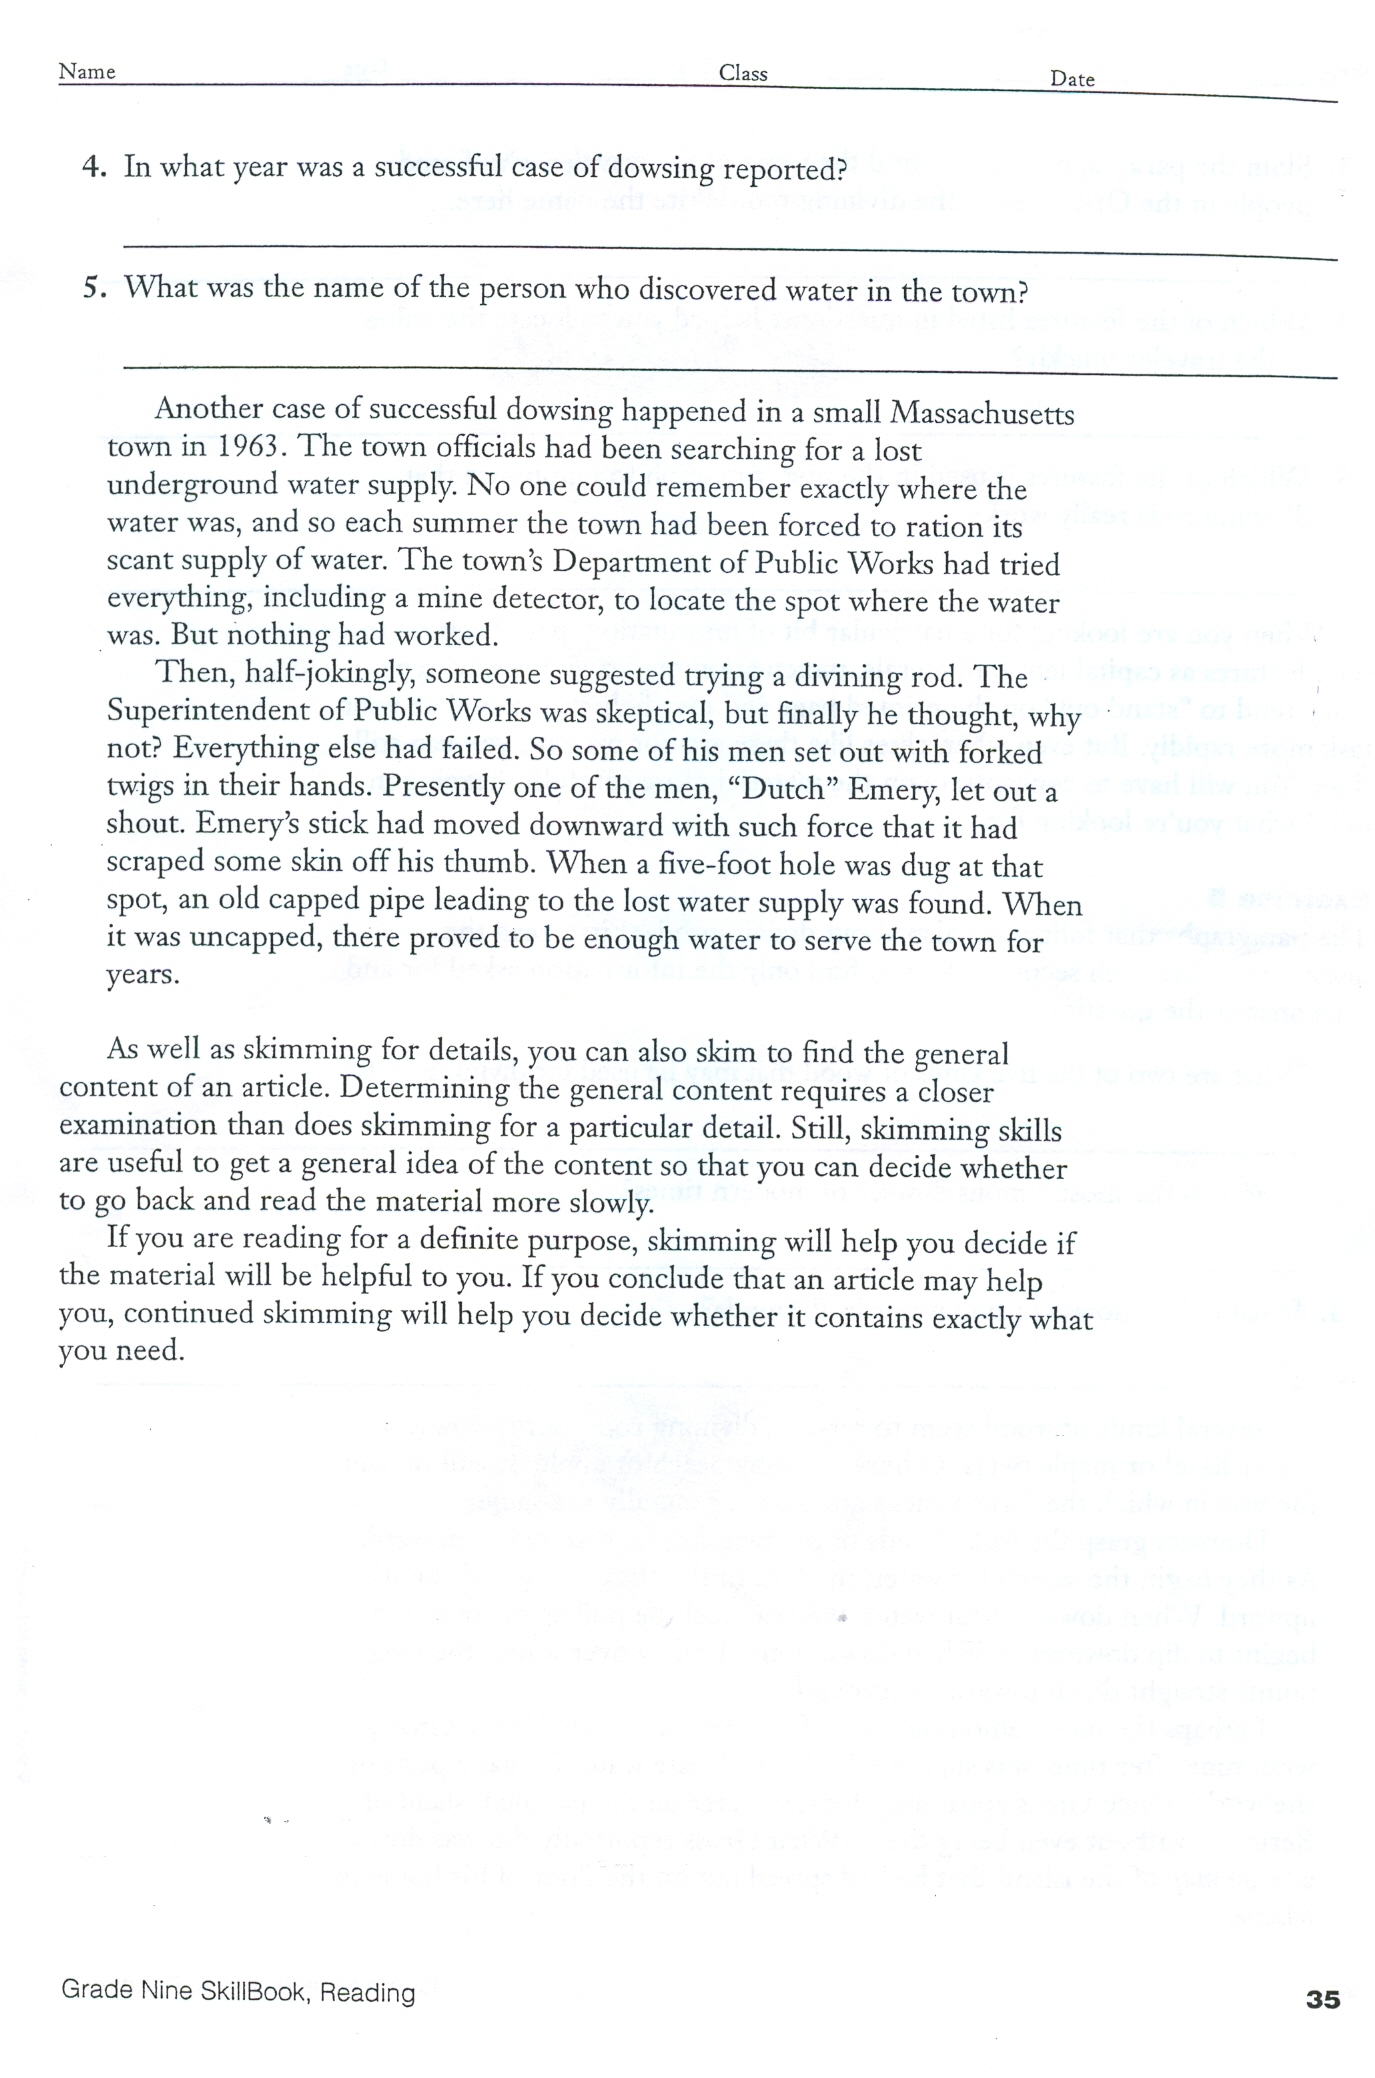 Name Class Date
4. In what year was a successful case of dowsing reported?
5. What was the name of the person who discovered water in the town?
Another case of successful dowsing happened in a small Massachusetts
town in 1963. The town officials had been searching for a lost
underground water supply. No one could remember exactly where the
water was, and so each summer the town had been forced to ration its
scant supply of water. The town's Department of Public Works had tried
everything, including a mine detector, to locate the spot where the water
was. But nothing had worked.
Then, half-jokingly, someone suggested trying a divining rod. The
Superintendent of Public Works was skeptical, but finally he thought, why
not? Everything else had failed. So some of his men set out with forked
twigs in their hands. Presently one of the men, “Dutch” Emery, let out a
shout. Emery's stick had moved downward with such force that it had
scraped some skin off his thumb. When a five-foot hole was dug at that
spot, an old capped pipe leading to the lost water supply was found. When
it was uncapped, there proved to be enough water to serve the town for
years.
As well as skimming for details, you can also skim to find the general
content of an article. Determining the general content requires a closer
examination than does skimming for a particular detail. Still, skimming skills
are useful to get a general idea of the content so that you can decide whether
to go back and read the material more slowly.
If you are reading for a definite purpose, skimming will help you decide if
the material will be helpful to you. If you conclude that an article may help
you, continued skimming will help you decide whether it contains exactly what
you need.
Grade Nine SkillBook, Reading 35